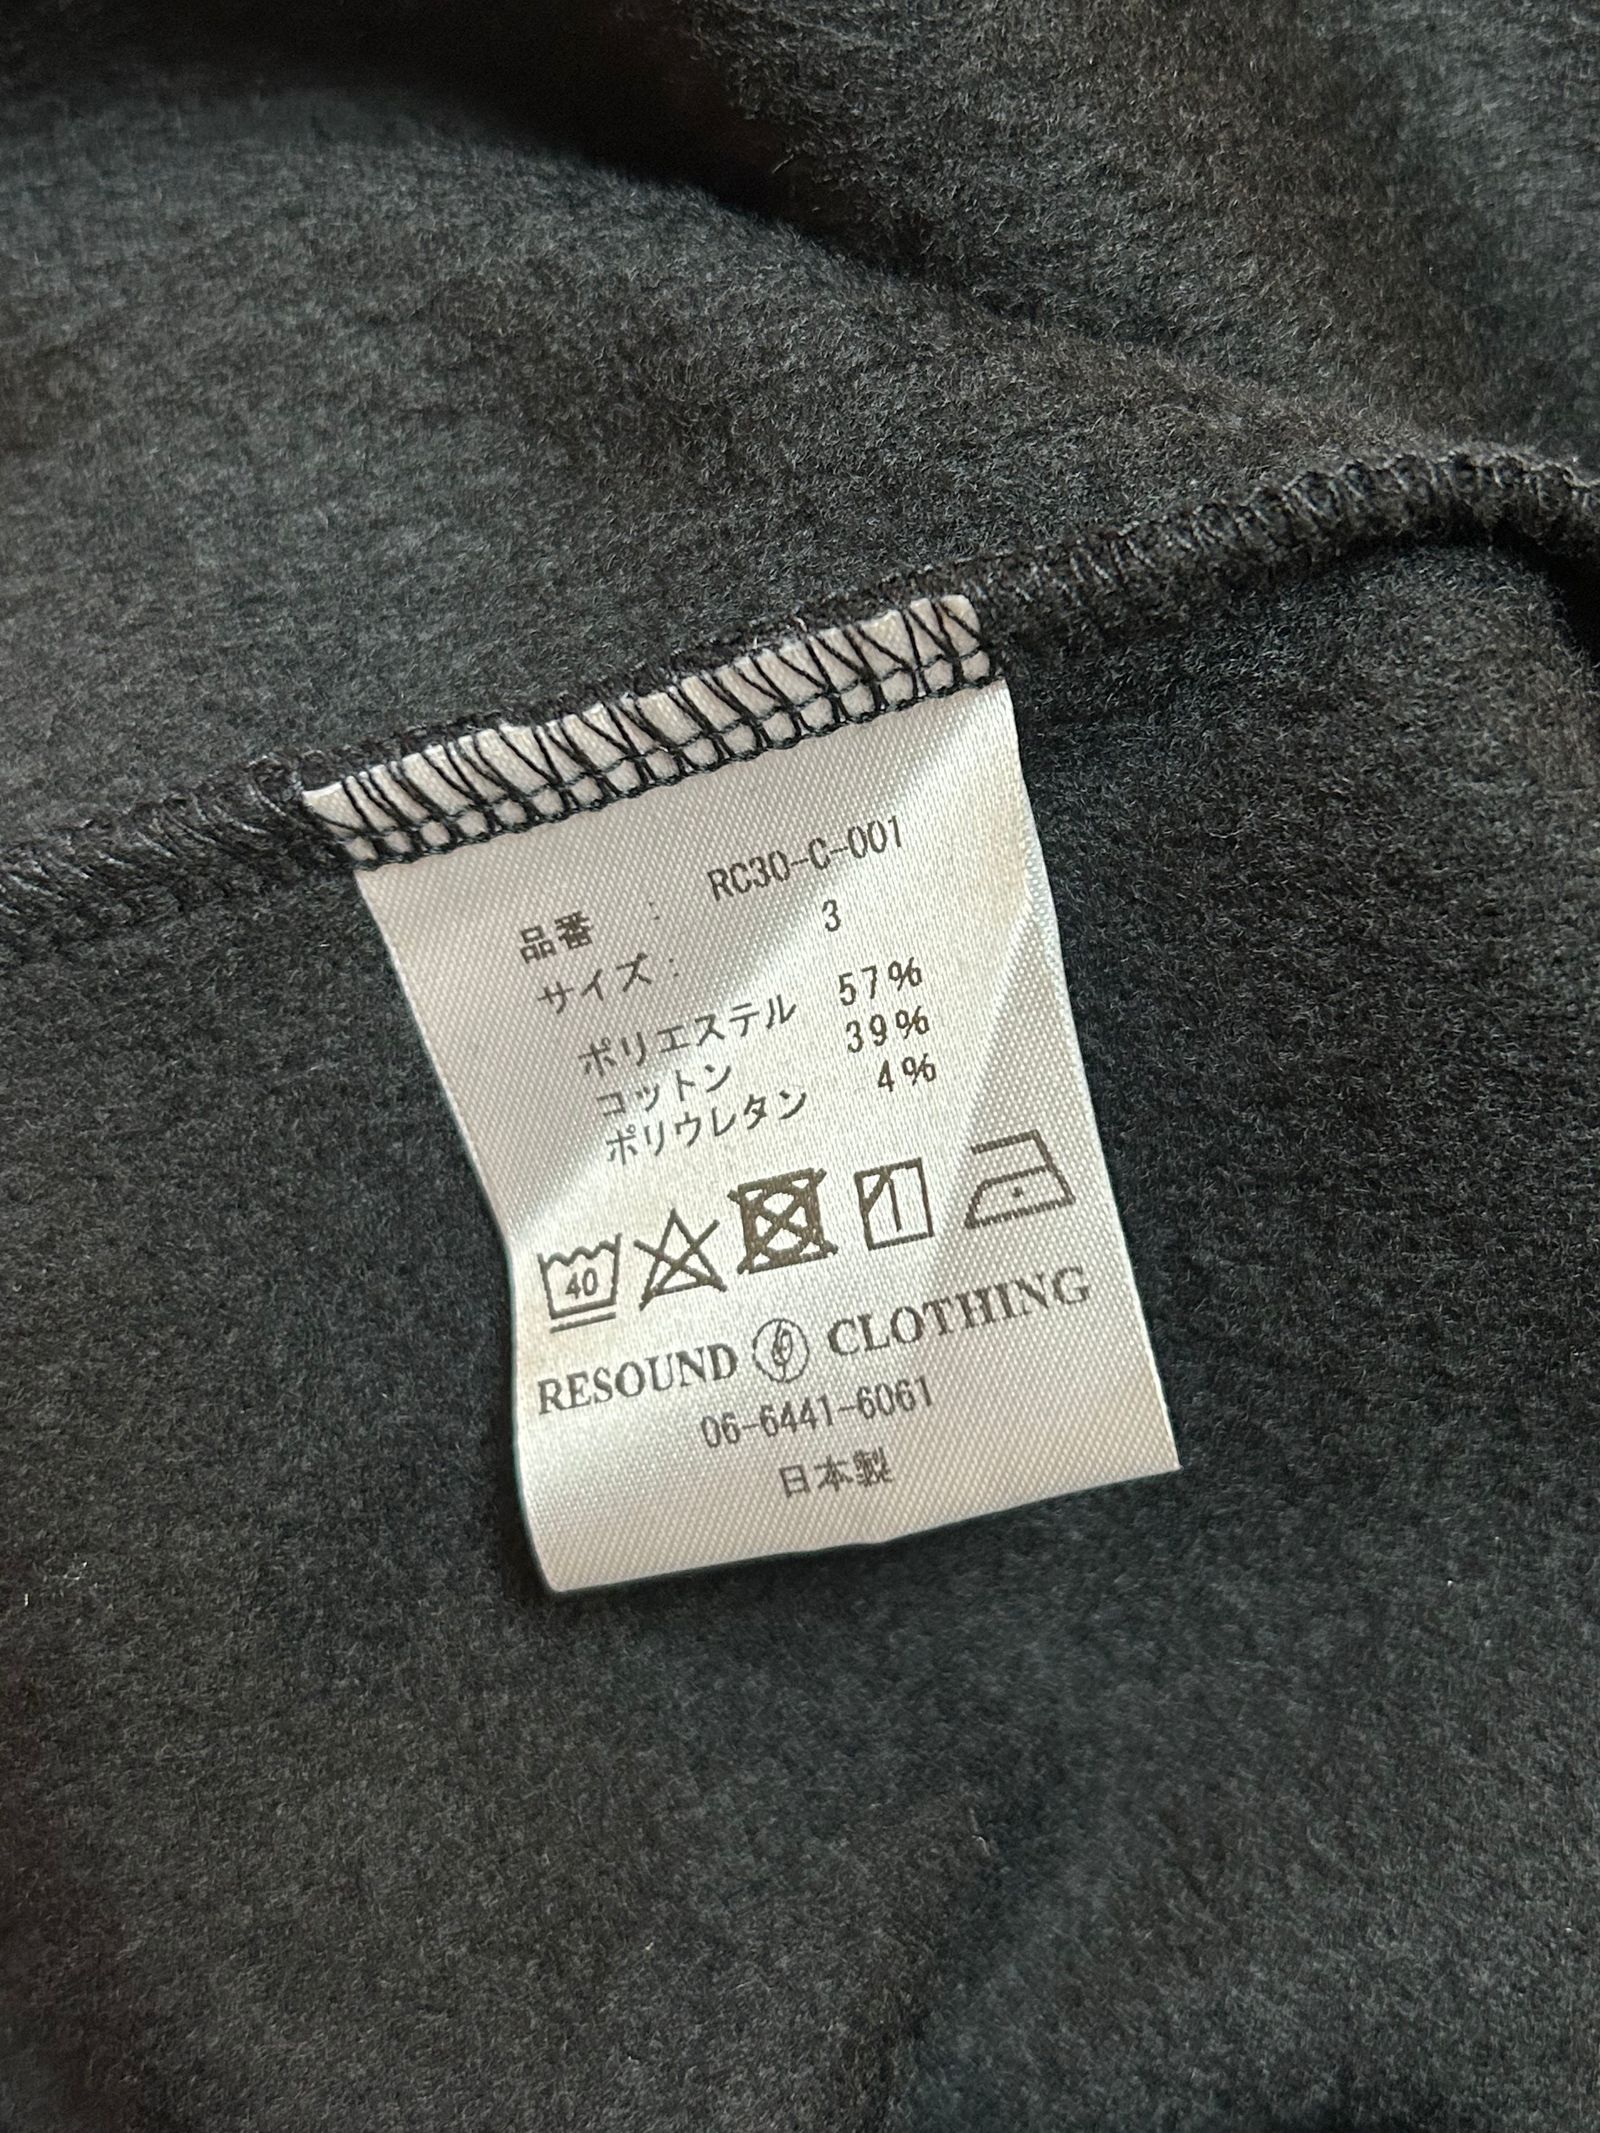 品番 : RC30-C-001
サイズ: 3
ポリエステル 57%
コットン 39%
ポリウレタン 4%
40
RESOUND CLOTHING
06-6441-6061
日本製